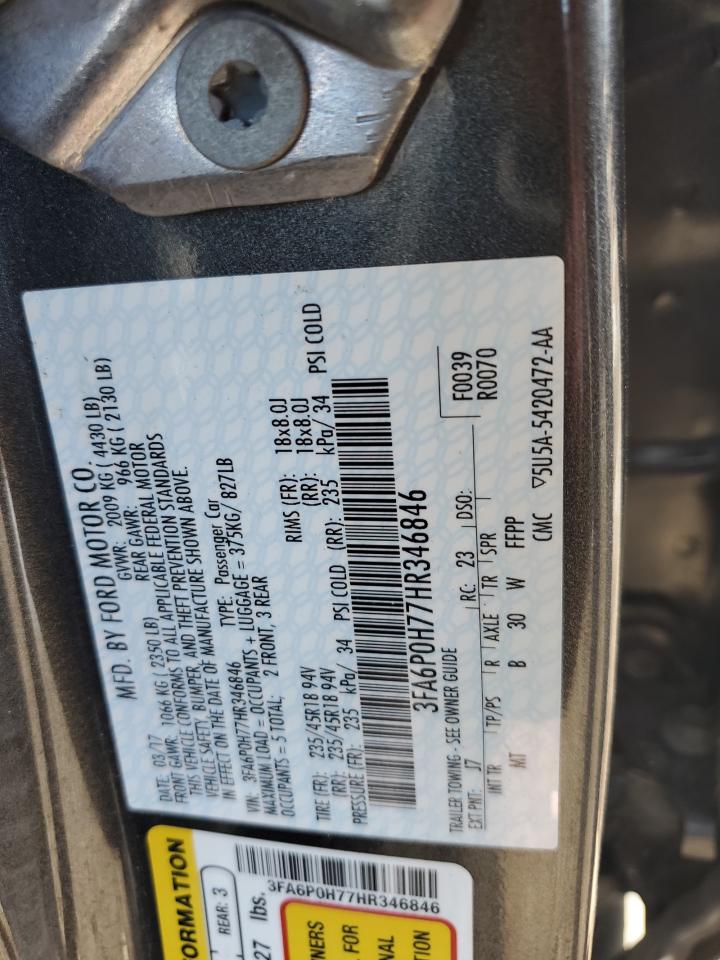 MFD. BY FORD MOTOR CO.
DATE: 03/17 GVWR: 2009 KG ( 4430 LB)
FRONT GAWR: 1066 KG ( 2350 LB) REAR GAWR: 966 KG ( 2130 LB)
THIS VEHICLE CONFORMS TO ALL APPLICABLE FEDERAL MOTOR
VEHICLE SAFETY, BUMPER, AND THEFT PREVENTION STANDARDS
IN EFFECT ON THE DATE OF MANUFACTURE SHOWN ABOVE.
VIN: 3FA6P0H77HR346846 TYPE: Passenger Car
MAXIMUM LOAD = OCCUPANTS + LUGGAGE = 375KG/ 827LB
OCCUPANTS = 5 TOTAL: 2 FRONT, 3 REAR
TIRE (FR): 235/45R18 94V RIMS (FR): 18x8.0J
(RR): 235/45R18 94V (RR): 18x8.0J
PRESSURE (FR): 235 kPa/ 34 PSI COLD (RR): 235 kPa/ 34 PSI COLD
3FA6P0H77HR346846
TRAILER TOWING - SEE OWNER GUIDE F0039
R0070
EXT PNT: J7 RC: 23 DSO:
INT TR TP/PS R AXLE TR SPR
MT B 30 W FFPP
CMC ▽5U5A-5420472-AA
ORMATION
REAR: 3
27 lbs.
3FA6P0H77HR346846
NERS
FOR
NAL
TION